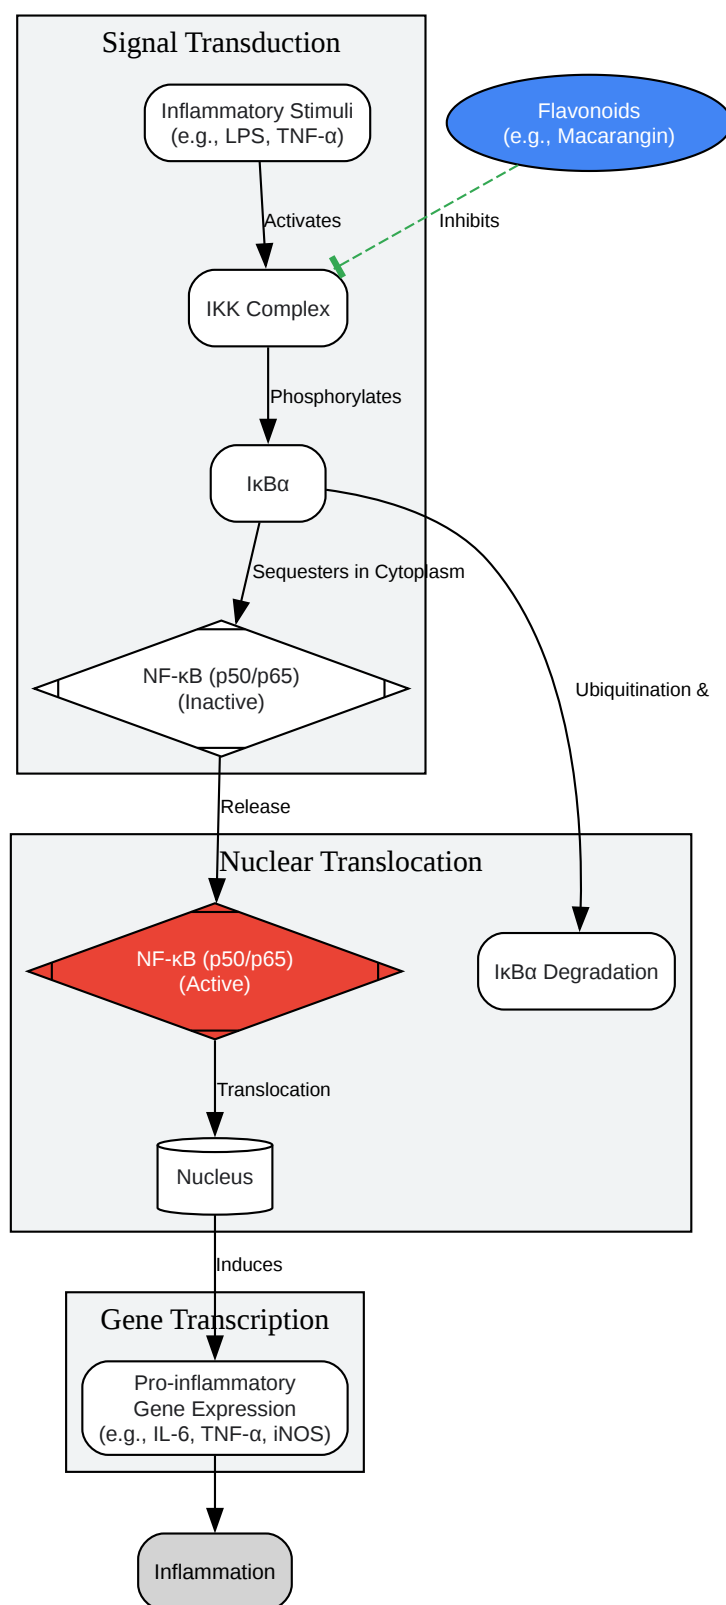 Signal Transduction
Inflammatory Stimuli
(e.g., LPS, TNF-α)
Flavonoids
(e.g., Macarangin)
Activates
Inhibits
IKK Complex
Phosphorylates
IκBα
Sequesters in Cytoplasm
NF-κB (p50/p65)
(Inactive)
Ubiquitination &
Release
Nuclear Translocation
NF-κB (p50/p65)
(Active)
IκBα Degradation
Translocation
Nucleus
Induces
Gene Transcription
Pro-inflammatory
Gene Expression
(e.g., IL-6, TNF-α, iNOS)
Inflammation